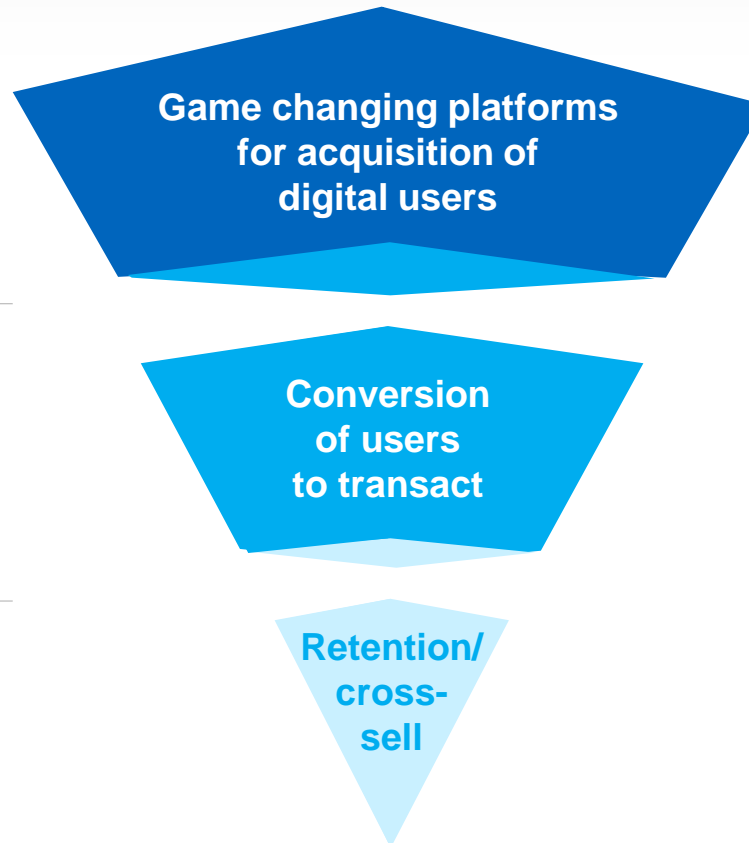 Game changing platforms
for acquisition of
digital users
Conversion
of users
to transact
Retention/
cross-
sell